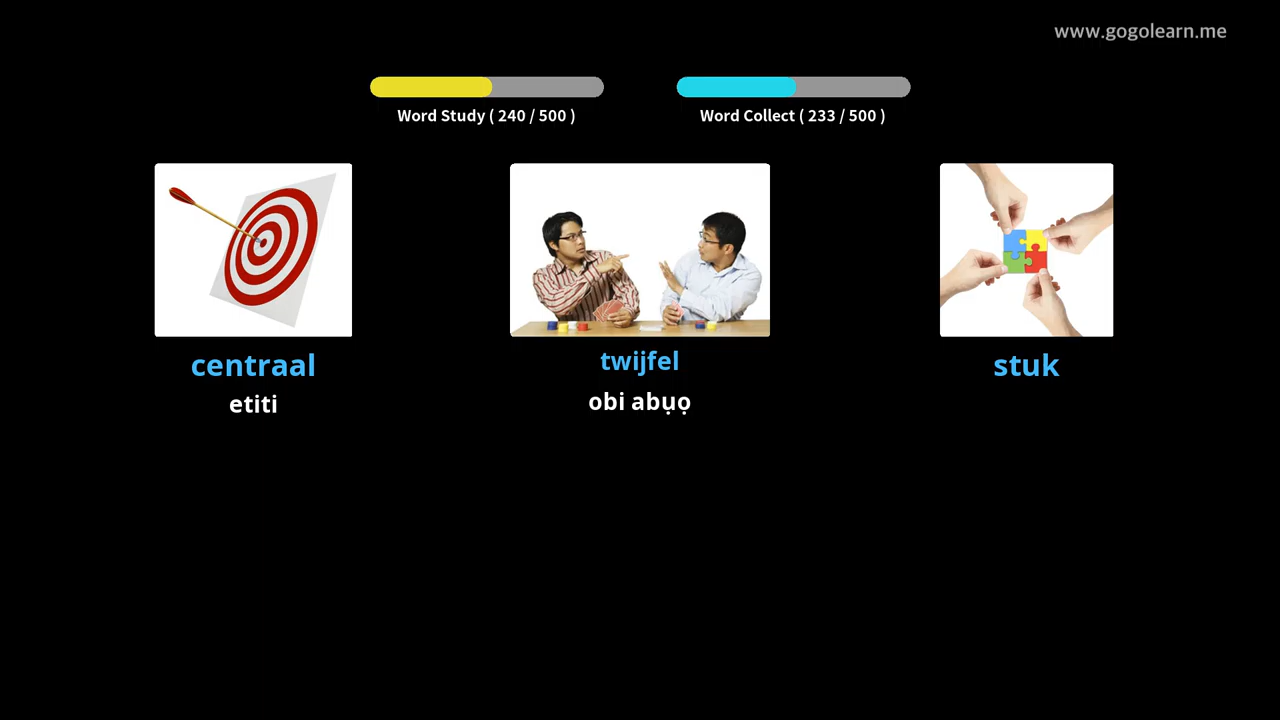 www.gogolearn.me
Word Study ( 240 / 500 )
Word Collect ( 233 / 500 )
centraal
etiti
twijfel
obi abụọ
stuk